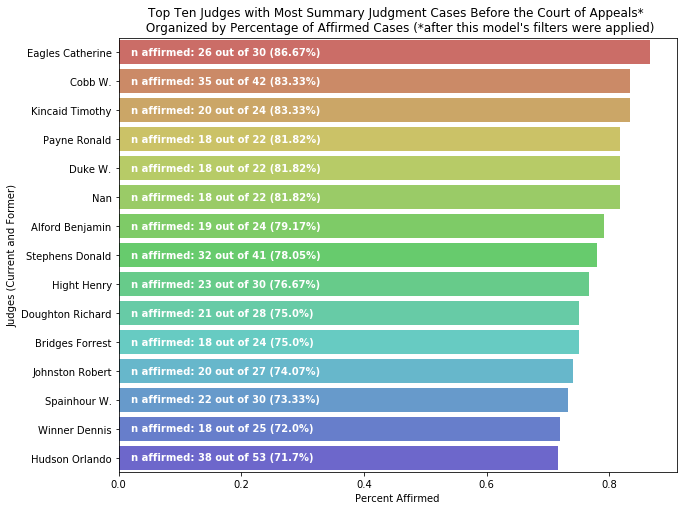 Top Ten Judges with Most Summary Judgment Cases Before the Court of Appeals*
Organized by Percentage of Affirmed Cases (*after this model's filters were applied)
Judges (Current and Former)
Eagles Catherine n affirmed: 26 out of 30 (86.67%)
Cobb W. n affirmed: 35 out of 42 (83.33%)
Kincaid Timothy n affirmed: 20 out of 24 (83.33%)
Payne Ronald n affirmed: 18 out of 22 (81.82%)
Duke W. n affirmed: 18 out of 22 (81.82%)
Nan n affirmed: 18 out of 22 (81.82%)
Alford Benjamin n affirmed: 19 out of 24 (79.17%)
Stephens Donald n affirmed: 32 out of 41 (78.05%)
Hight Henry n affirmed: 23 out of 30 (76.67%)
Doughton Richard n affirmed: 21 out of 28 (75.0%)
Bridges Forrest n affirmed: 18 out of 24 (75.0%)
Johnston Robert n affirmed: 20 out of 27 (74.07%)
Spainhour W. n affirmed: 22 out of 30 (73.33%)
Winner Dennis n affirmed: 18 out of 25 (72.0%)
Hudson Orlando n affirmed: 38 out of 53 (71.7%)
0.0 0.2 0.4 0.6 0.8
Percent Affirmed